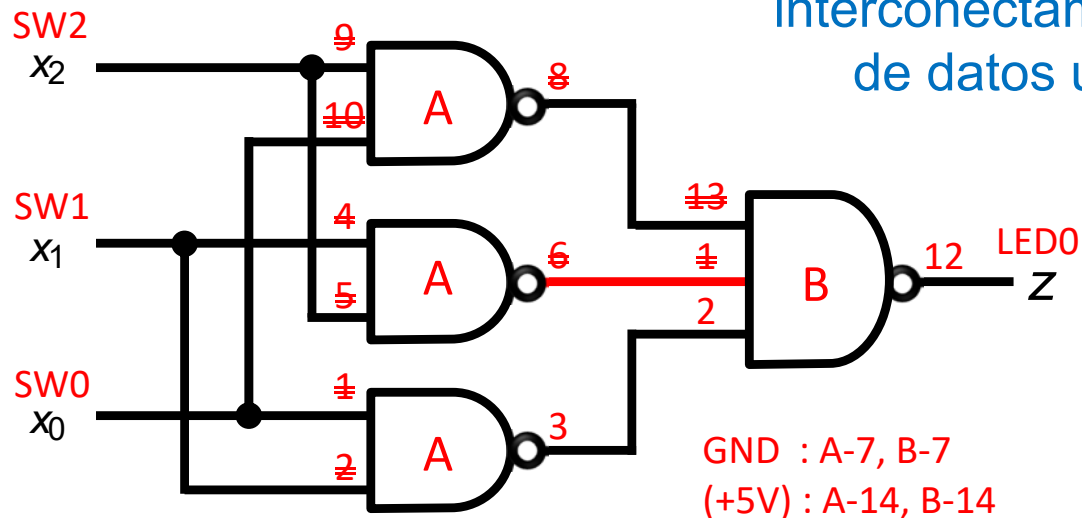 interconectan
de datos u
SW2
x2
9
10
A
8
SW1
x1
4
5
A
6
13
1
2
B
12
LED0
z
SW0
x0
1
2
A
3
GND : A-7, B-7
(+5V) : A-14, B-14